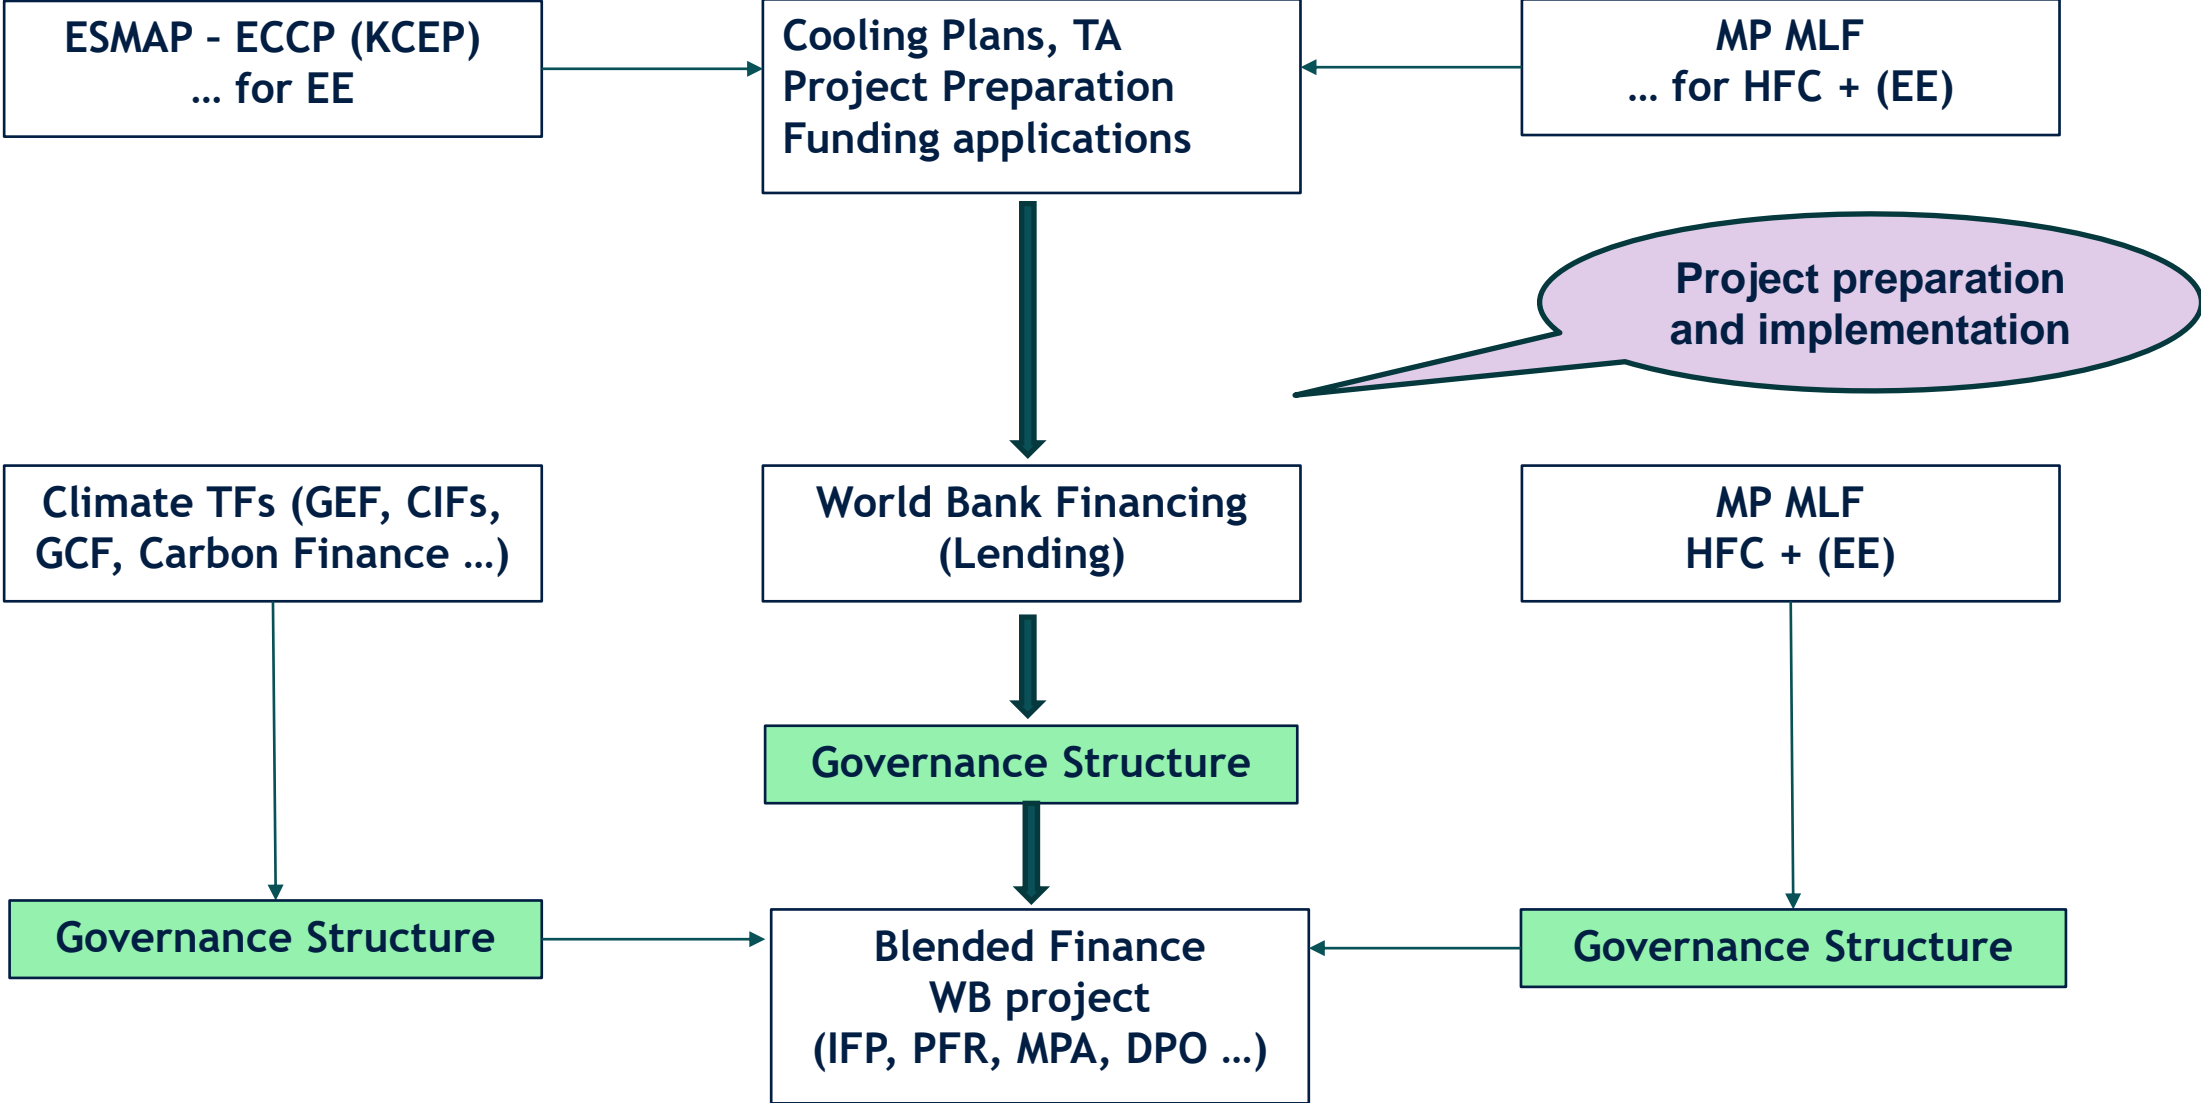 ESMAP – ECCP (KCEP)
… for EE
Cooling Plans, TA
Project Preparation
Funding applications
MP MLF
… for HFC + (EE)
Project preparation
and implementation
Climate TFs (GEF, CIFs,
GCF, Carbon Finance …)
World Bank Financing
(Lending)
MP MLF
HFC + (EE)
Governance Structure
Governance Structure
Blended Finance
WB project
(IFP, PFR, MPA, DPO …)
Governance Structure